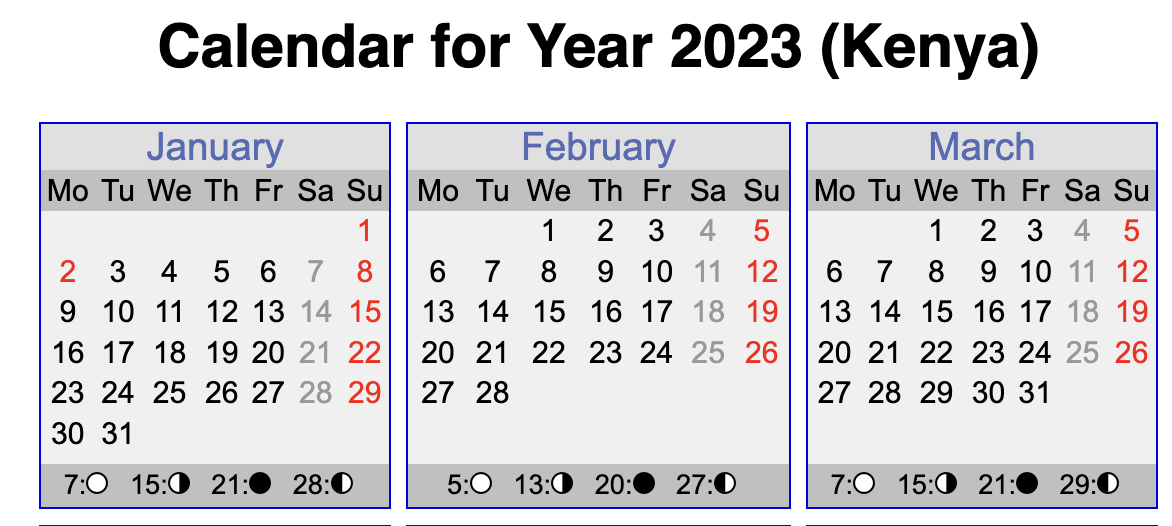 Calendar for Year 2023 (Kenya)
January
Mo Tu We Th Fr Sa Su
1
2 3 4 5 6 7 8
9 10 11 12 13 14 15
16 17 18 19 20 21 22
23 24 25 26 27 28 29
30 31
7: 15: 21: 28:
February
Mo Tu We Th Fr Sa Su
1 2 3 4 5
6 7 8 9 10 11 12
13 14 15 16 17 18 19
20 21 22 23 24 25 26
27 28
5: 13: 20: 27:
March
Mo Tu We Th Fr Sa Su
1 2 3 4 5
6 7 8 9 10 11 12
13 14 15 16 17 18 19
20 21 22 23 24 25 26
27 28 29 30 31
7: 15: 21: 29: